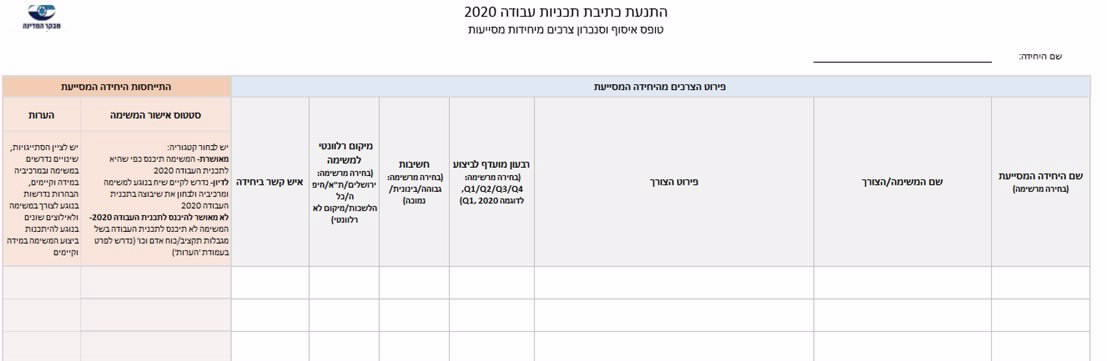 מבקר המדינה
התנעת כתיבת תכניות עבודה 2020
טופס איסוף וסנכרון צרכים מיחידות מסייעות
שם היחידה:
פירוט הצרכים מהיחידה המסייעת
התייחסות היחידה המסייעת
שם היחידה המסייעת
(בחירה מרשימה)
שם המשימה/הצורך
פירוט הצורך
רבעון מועדף לביצוע
(בחירה מרשימה:
Q1/Q2/Q3/Q4,
לדוגמה Q1, 2020)
חשיבות
(בחירה מרשימה:
גבוהה/בינונית/
נמוכה)
מיקום רלוונטי
למשימה
(בחירה מרשימה:
ירושלים/ת"א/חיפ
ה/כל
הלשכות/מיקום לא
רלוונטי)
איש קשר ביחידה
סטטוס אישור המשימה
יש לבחור קטגוריה:
מאושרת- המשימה תיכנס כפי שהיא
לתכנית העבודה 2020
לדיון- נדרש לקיים שיח בנוגע למשימה
ומרכיביה ולבחון את שיבוצה בתכנית
העבודה 2020
לא מאושר להיכנס לתכנית העבודה 2020-
המשימה לא תיכנס לתכנית העבודה בשל
מגבלות תקציב/כוח אדם וכו' (נדרש לפרט
בעמודת 'הערות')
הערות
יש לציין הסתייגויות,
שינויים נדרשים
במשימה ובמרכיביה
במידה וקיימים,
הבהרות נדרשות
בנוגע לצורך במשימה
ולאילוצים שונים
בנוגע להיתכנות
ביצוע המשימה במידה
וקיימים